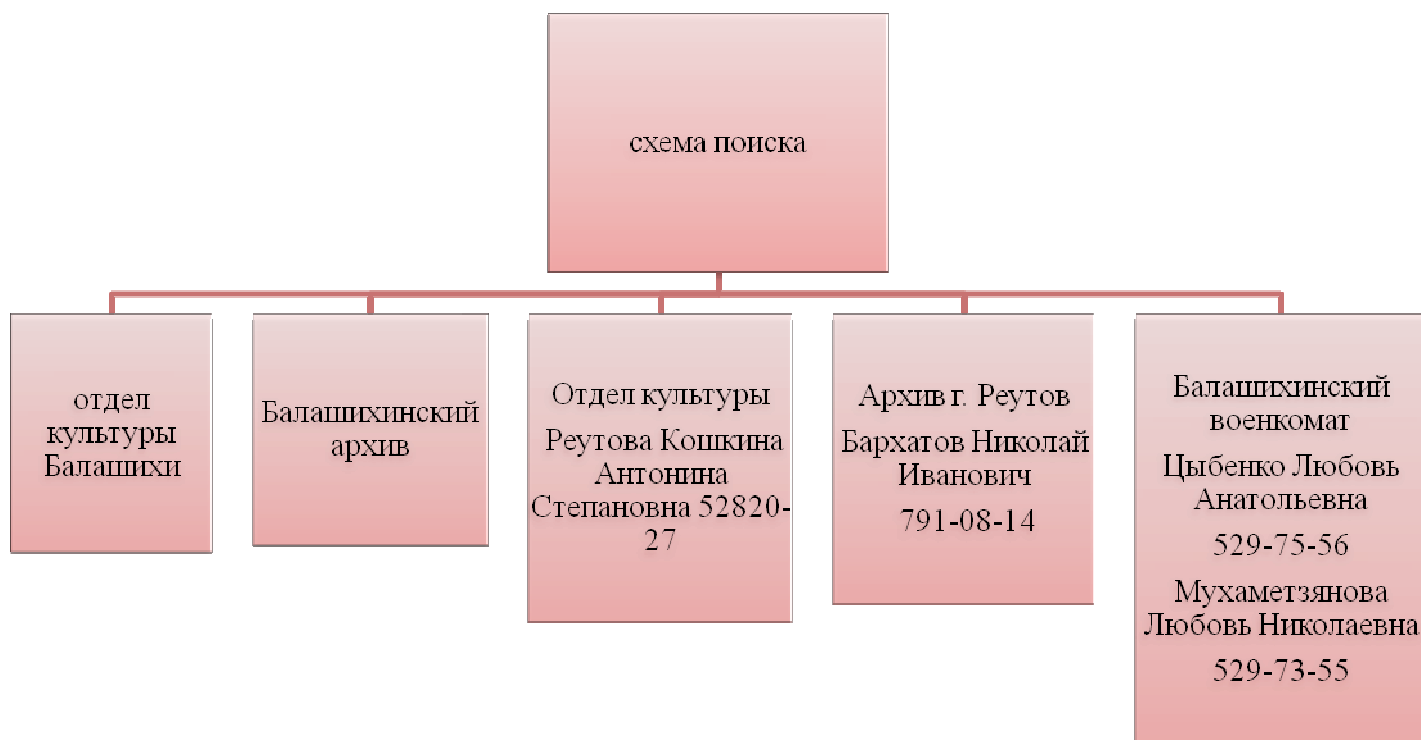 схема поиска
отдел
культуры
Балашихи
Балашихинский
архив
Отдел культуры
Реутова Кошкина
Антонина
Степановна 52820-
27
Архив г. Реутов
Бархатов Николай
Иванович
791-08-14
Балашихинский
военкомат
Цыбенко Любовь
Анатольевна
529-75-56
Мухаметзянова
Любовь Николаевна
529-73-55